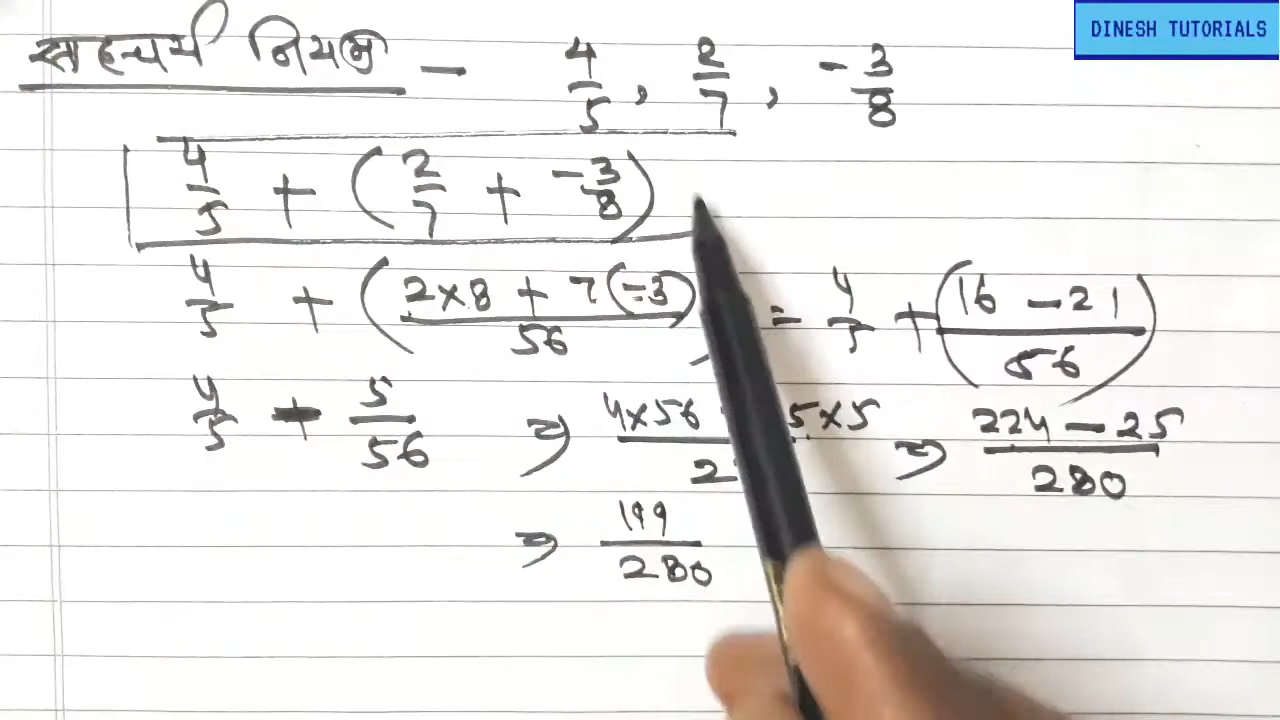 DINESH TUTORIALS
साहचर्य नियम - 4/5, 2/7, -3/8
4/5 + (2/7 + -3/8)
4/5 + (2×8 + 7(-3)/56) = 4/5 + (16 - 21/56)
4/5 - 5/56 ⇒ 4×56 5×5/2 ⇒ 224 - 25/280
⇒ 199/280